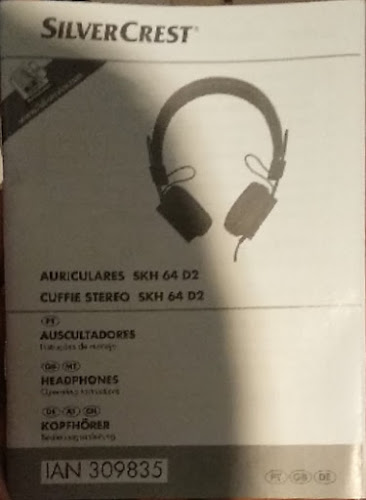 SILVERCREST®
AURICULARES SKH 64 D2
CUFFIE STEREO SKH 64 D2
PT
AUSCULTADORES
Instruções de manejo
GB MT
HEADPHONES
Operating instructions
DE AT CH
KOPFHÖRER
Bedienungsanleitung
IAN 309835
PT GB DE